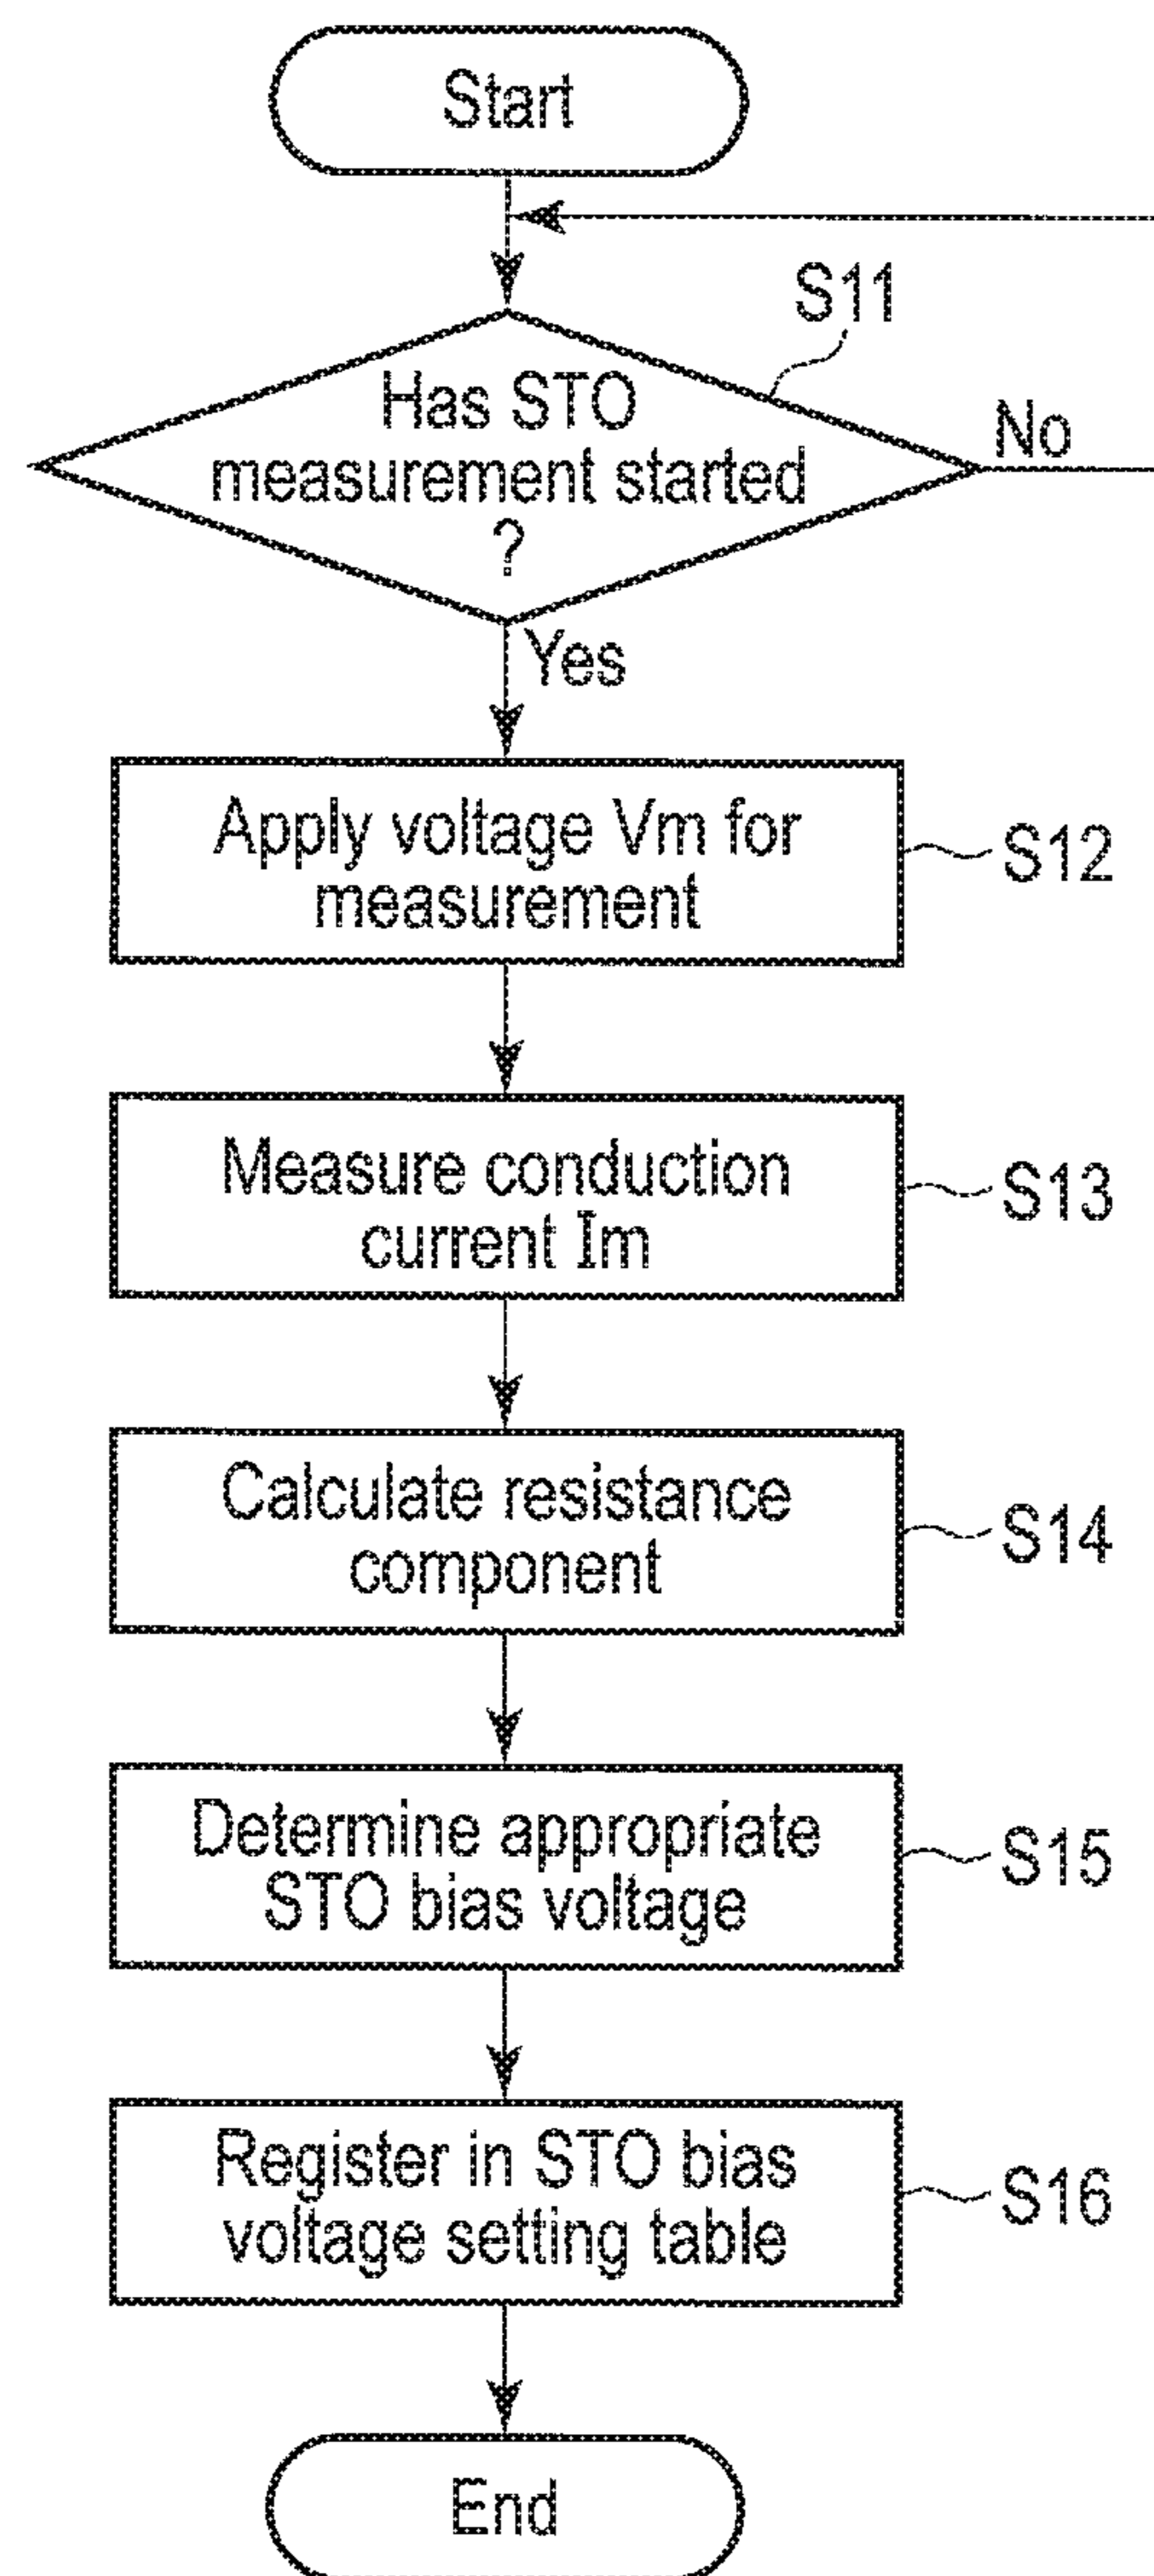 Start
S11
Has STO
measurement started
?
No
Yes
Apply voltage Vm for
measurement
S12
Measure conduction
current Im
S13
Calculate resistance
component
S14
Determine appropriate
STO bias voltage
S15
Register in STO bias
voltage setting table
S16
End